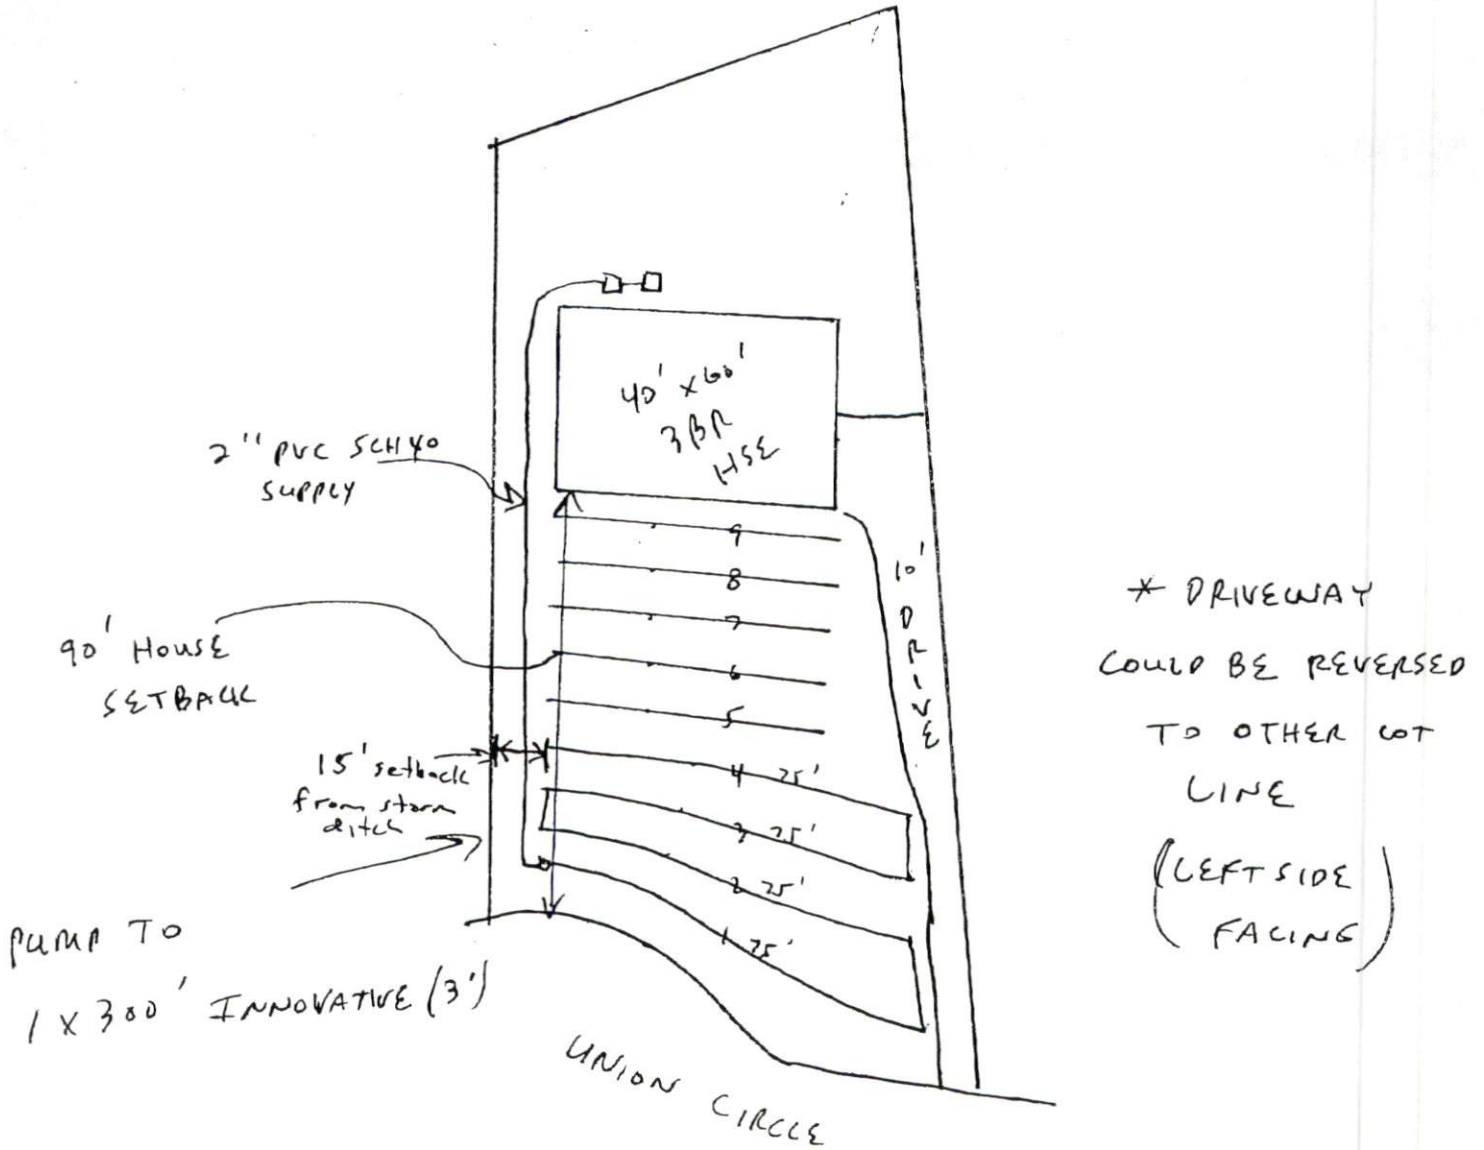 40' x 60'
3 BR
HSE
2" PVC SCH 40
SUPPLY
9
8
7
6
5
4 25'
3 25'
2 25'
1 25'
10'
DRIVE
90' HOUSE
SETBACK
15' setback
from storm
ditch
PUMP TO
1 X 300' INNOVATIVE (3')
UNION CIRCLE
* DRIVEWAY
COULD BE REVERSED
TO OTHER LOT
LINE
(LEFT SIDE
FACING)